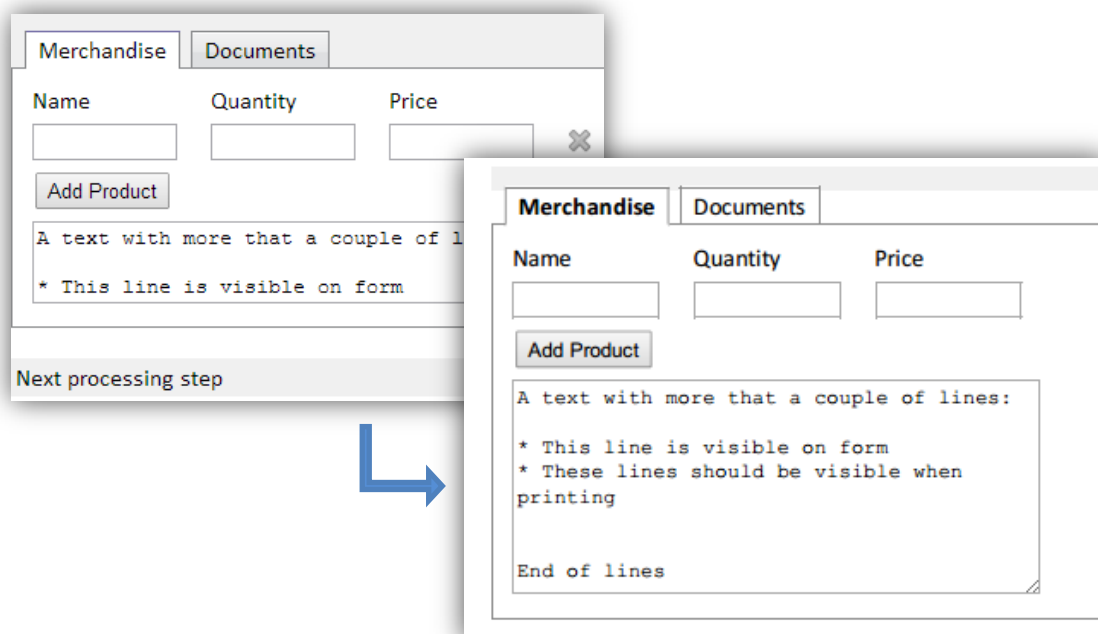 Merchandise Documents
Name Quantity Price
Add Product
A text with more that a couple of
* This line is visible on form
Next processing step
Merchandise Documents
Name Quantity Price
Add Product
A text with more that a couple of lines:
* This line is visible on form
* These lines should be visible when
printing
End of lines